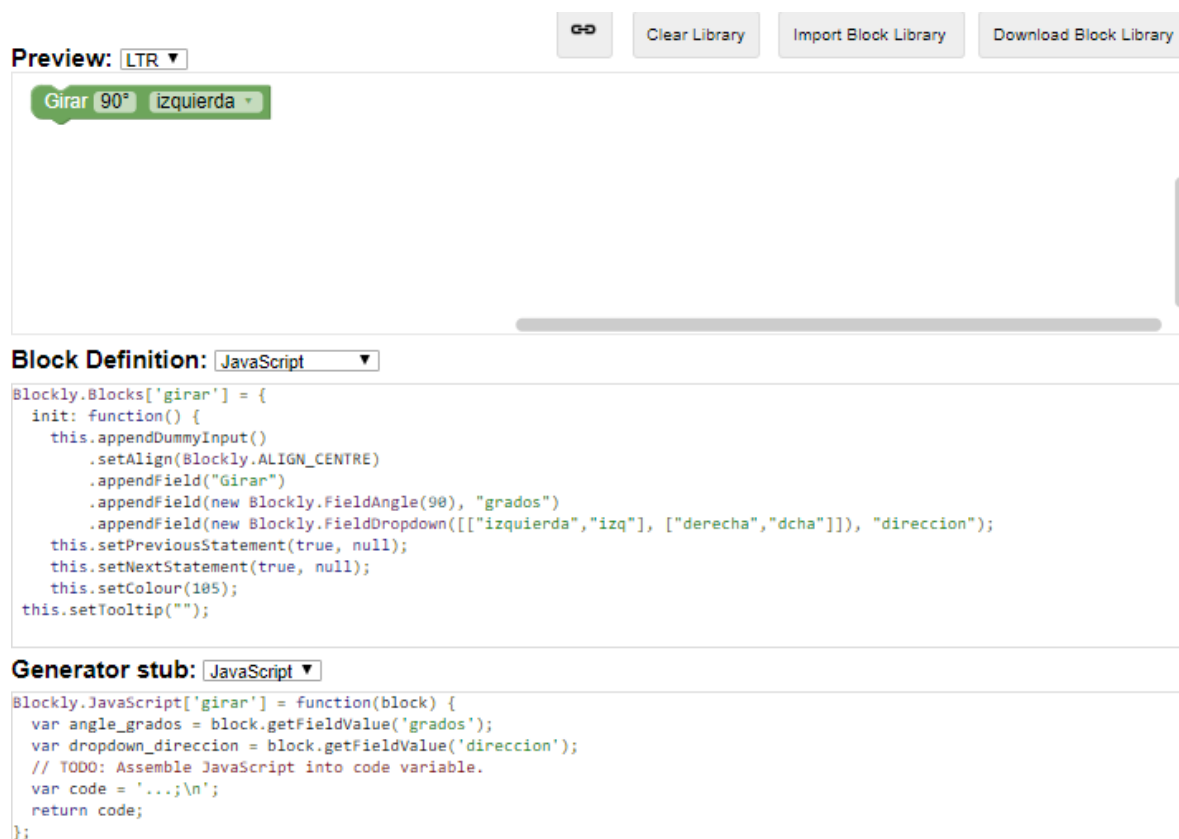 Clear Library Import Block Library Download Block Library
Preview: LTR ▼
Girar 90° izquierda
Block Definition: JavaScript ▼
Blockly.Blocks['girar'] = {
  init: function() {
    this.appendDummyInput()
        .setAlign(Blockly.ALIGN_CENTRE)
        .appendField("Girar")
        .appendField(new Blockly.FieldAngle(90), "grados")
        .appendField(new Blockly.FieldDropdown([["izquierda","izq"], ["derecha","dcha"]]), "direccion");
    this.setPreviousStatement(true, null);
    this.setNextStatement(true, null);
    this.setColour(105);
 this.setTooltip("");
Generator stub: JavaScript ▼
Blockly.JavaScript['girar'] = function(block) {
  var angle_grados = block.getFieldValue('grados');
  var dropdown_direccion = block.getFieldValue('direccion');
  // TODO: Assemble JavaScript into code variable.
  var code = '...;\n';
  return code;
};